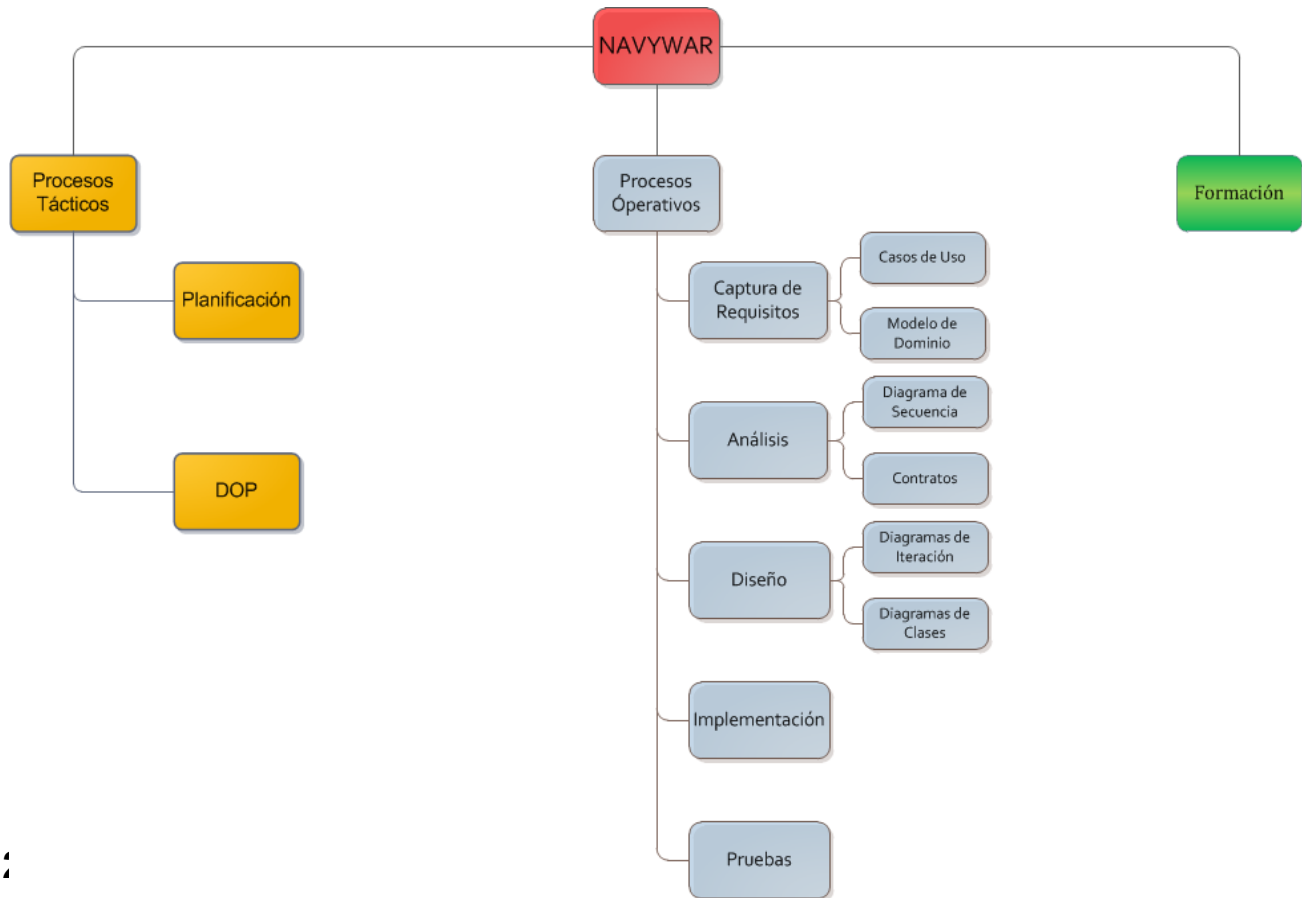 NAVYWAR
Procesos
Tácticos
Planificación
DOP
Procesos
Óperativos
Captura de
Requisitos
Casos de Uso
Modelo de
Dominio
Análisis
Diagrama de
Secuencia
Contratos
Diseño
Diagramas de
Iteración
Diagramas de
Clases
Implementación
Pruebas
Formación